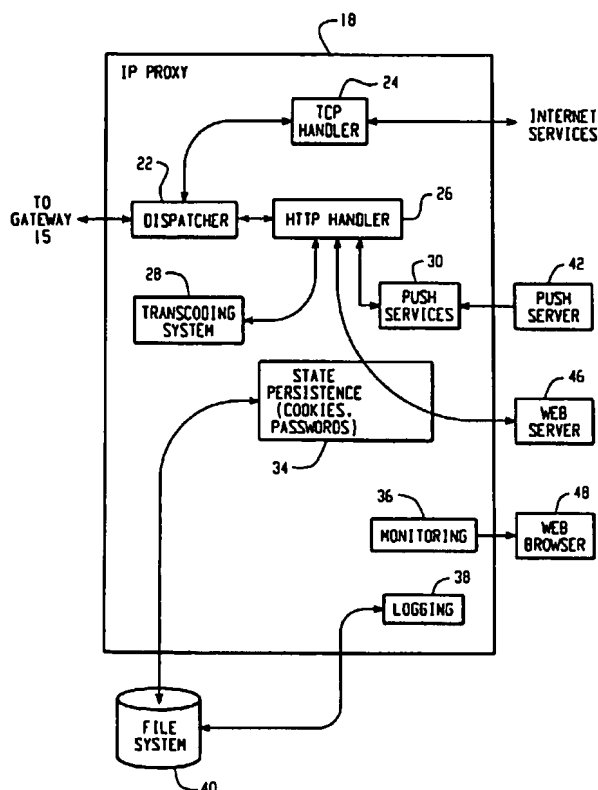 18
IP PROXY
24
TCP
HANDLER
INTERNET
SERVICES
22
26
TO
GATEWAY
15
DISPATCHER
HTTP HANDLER
28
30
42
TRANSCODING
SYSTEM
PUSH
SERVICES
PUSH
SERVER
STATE
PERSISTENCE
(COOKIES,
PASSWORDS)
34
46
WEB
SERVER
36
48
MONITORING
WEB
BROWSER
38
LOGGING
FILE
SYSTEM
40